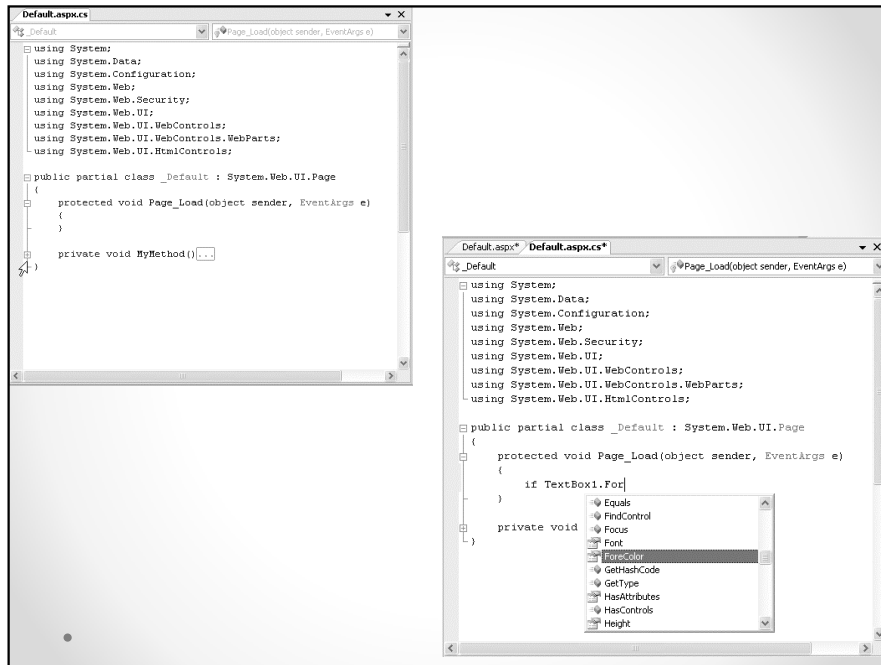 Default.aspx.cs
_Default Page_Load(object sender, EventArgs e)
using System;
using System.Data;
using System.Configuration;
using System.Web;
using System.Web.Security;
using System.Web.UI;
using System.Web.UI.WebControls;
using System.Web.UI.WebControls.WebParts;
using System.Web.UI.HtmlControls;
public partial class _Default : System.Web.UI.Page
{
protected void Page_Load(object sender, EventArgs e)
{
}
private void MyMethod()...
}
Default.aspx* Default.aspx.cs*
_Default Page_Load(object sender, EventArgs e)
using System;
using System.Data;
using System.Configuration;
using System.Web;
using System.Web.Security;
using System.Web.UI;
using System.Web.UI.WebControls;
using System.Web.UI.WebControls.WebParts;
using System.Web.UI.HtmlControls;
public partial class _Default : System.Web.UI.Page
{
protected void Page_Load(object sender, EventArgs e)
{
if TextBox1.For
}
private void
}
Equals
FindControl
Focus
Font
ForeColor
GetHashCode
GetType
HasAttributes
HasControls
Height